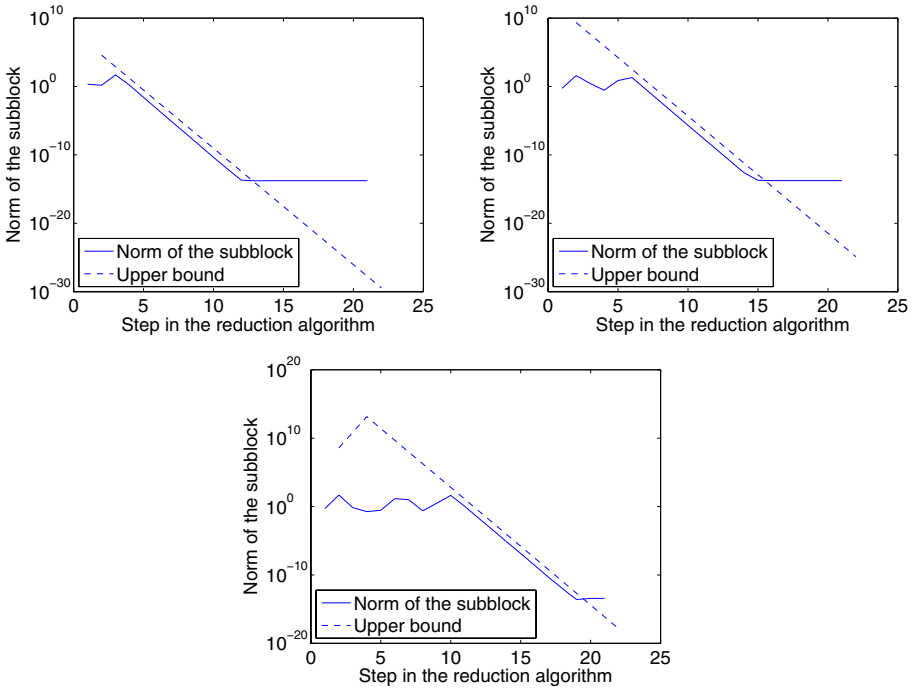 10^10
10^0
10^-10
10^-20
10^-30
0 5 10 15 20 25
Step in the reduction algorithm
Norm of the subblock
Norm of the subblock
Upper bound
10^10
10^0
10^-10
10^-20
10^-30
0 5 10 15 20 25
Step in the reduction algorithm
Norm of the subblock
Norm of the subblock
Upper bound
10^20
10^10
10^0
10^-10
10^-20
0 5 10 15 20 25
Step in the reduction algorithm
Norm of the subblock
Norm of the subblock
Upper bound